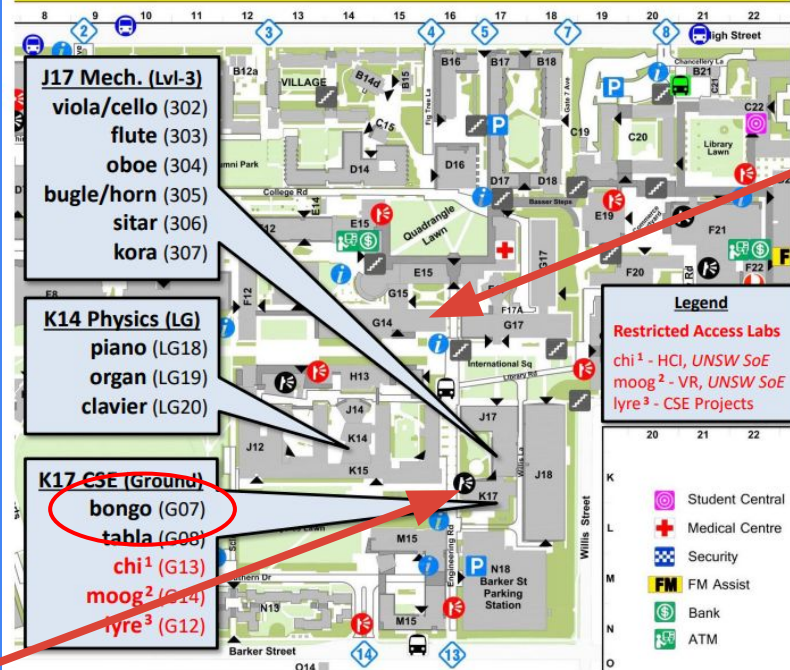 8 9 10 11 12 13 14 15 16 17 18 19 20 21 22
2 3 4 5 7 8
High Street
J17 Mech. (Lvl-3)
viola/cello (302)
flute (303)
oboe (304)
bugle/horn (305)
sitar (306)
kora (307)
K14 Physics (LG)
piano (LG18)
organ (LG19)
clavier (LG20)
K17 CSE (Ground)
bongo (G07)
tabla (G08)
chi¹ (G13)
moog² (G14)
lyre³ (G12)
B12a
VILLAGE
B14d
B15
B16
B17
B18
Chancellery La
B21
C21
C22
Fig Tree La
Gate 7 Ave
C15
C19
C20
Library
Lawn
D14
D16
D17
D18
College Rd
Basser Steps
E14
E15
E19
Quadrangle
Lawn
F21
E15
G15
G14
G17
F17A
G17
F20
F22
F12
International Sq
Library Rd
H13
J14
J12
K14
K15
J17
J18
K17
Willis La
Willis Street
Engineering Rd
M15
M15
N13
N18
Barker St
Parking
Station
Barker Street
O14
14
13
P
P
P
FM
Legend
Restricted Access Labs
chi¹ - HCI, UNSW SoE
moog² - VR, UNSW SoE
lyre³ - CSE Projects
20 21 22
K
L
M
N
O
Student Central
Medical Centre
Security
FM FM Assist
Bank
ATM